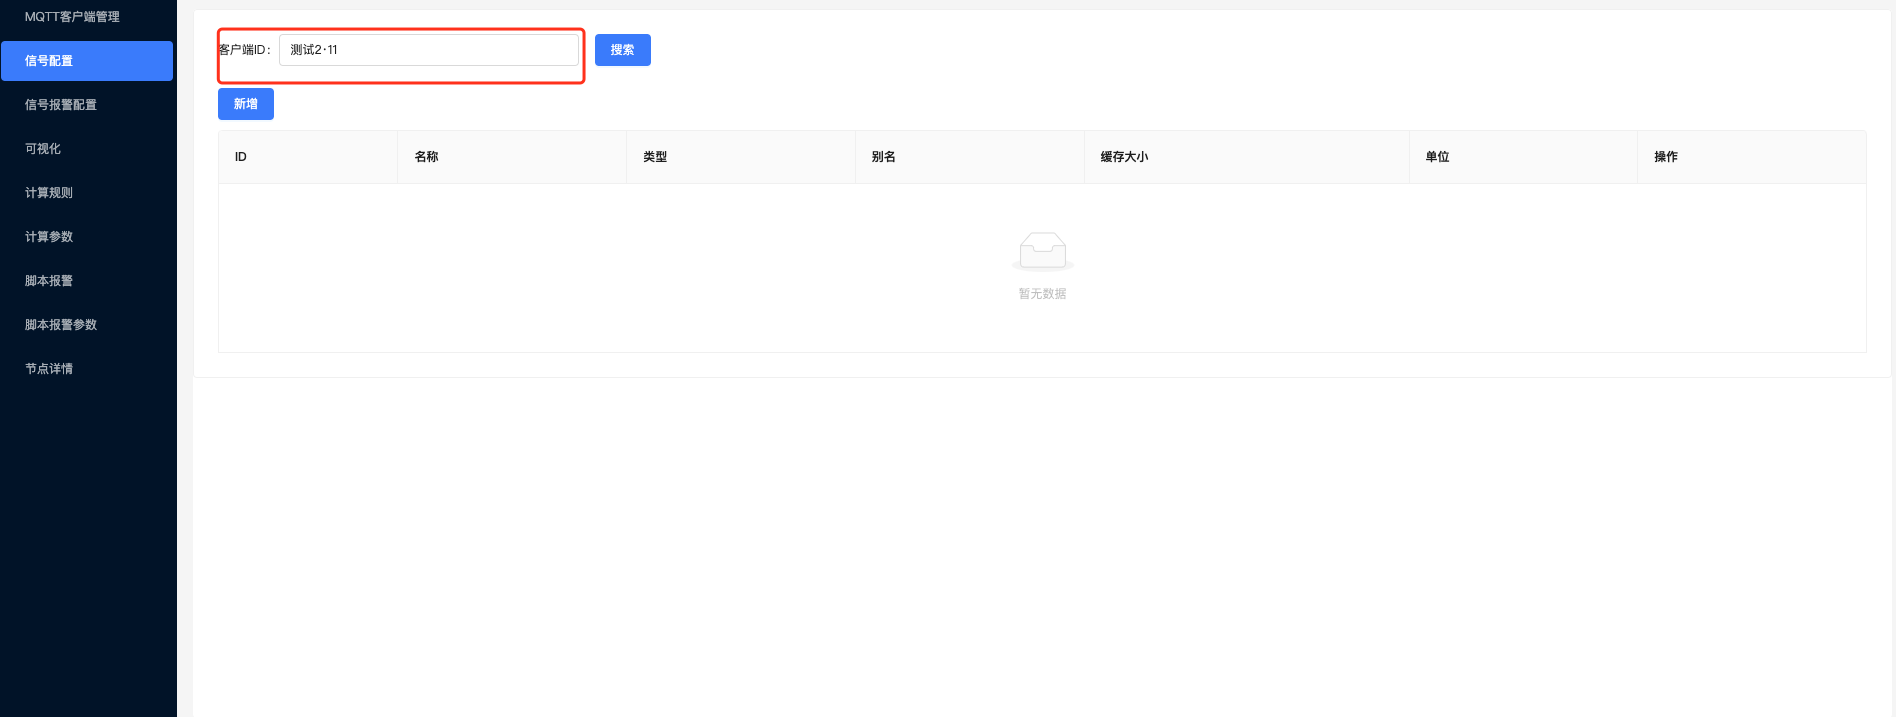 MQTT客户端管理
信号配置
信号报警配置
可视化
计算规则
计算参数
脚本报警
脚本报警参数
节点详情
客户端ID： 测试2·11 搜索
新增
ID 名称 类型 别名 缓存大小 单位 操作
暂无数据